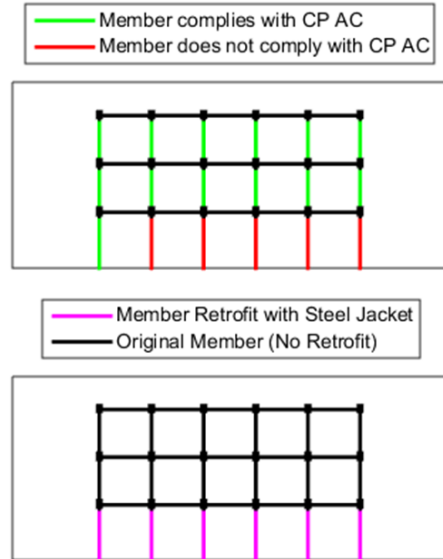 Member complies with CP AC
Member does not comply with CP AC
Member Retrofit with Steel Jacket
Original Member (No Retrofit)